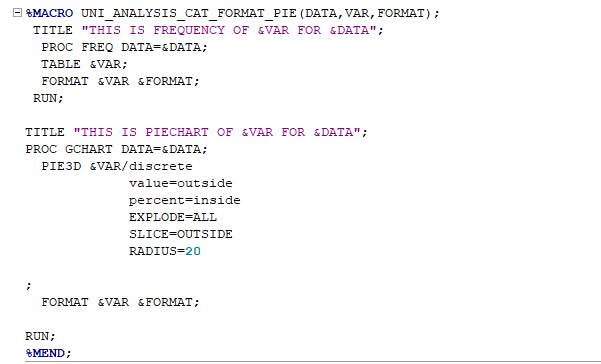 %MACRO UNI_ANALYSIS_CAT_FORMAT_PIE(DATA,VAR,FORMAT);
TITLE "THIS IS FREQUENCY OF &VAR FOR &DATA";
PROC FREQ DATA=&DATA;
TABLE &VAR;
FORMAT &VAR &FORMAT;
RUN;
TITLE "THIS IS PIECHART OF &VAR FOR &DATA";
PROC GCHART DATA=&DATA;
PIE3D &VAR/discrete
value=outside
percent=inside
EXPLODE=ALL
SLICE=OUTSIDE
RADIUS=20
;
FORMAT &VAR &FORMAT;
RUN;
%MEND;